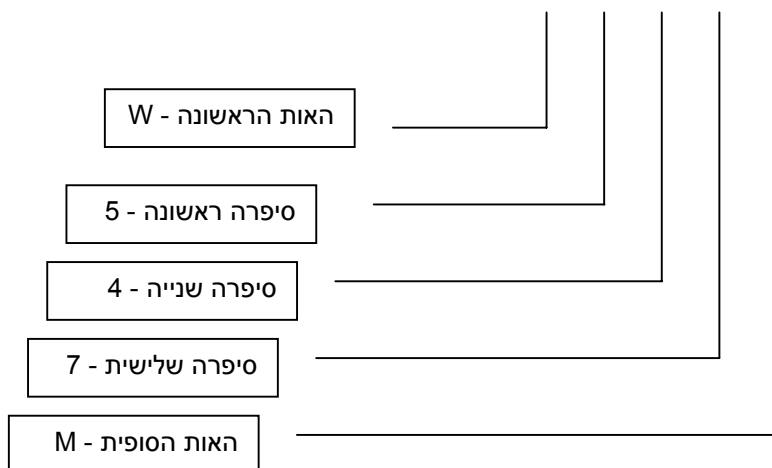 האות הראשונה - W
סיפרה ראשונה - 5
סיפרה שנייה - 4
סיפרה שלישית - 7
האות הסופית - M